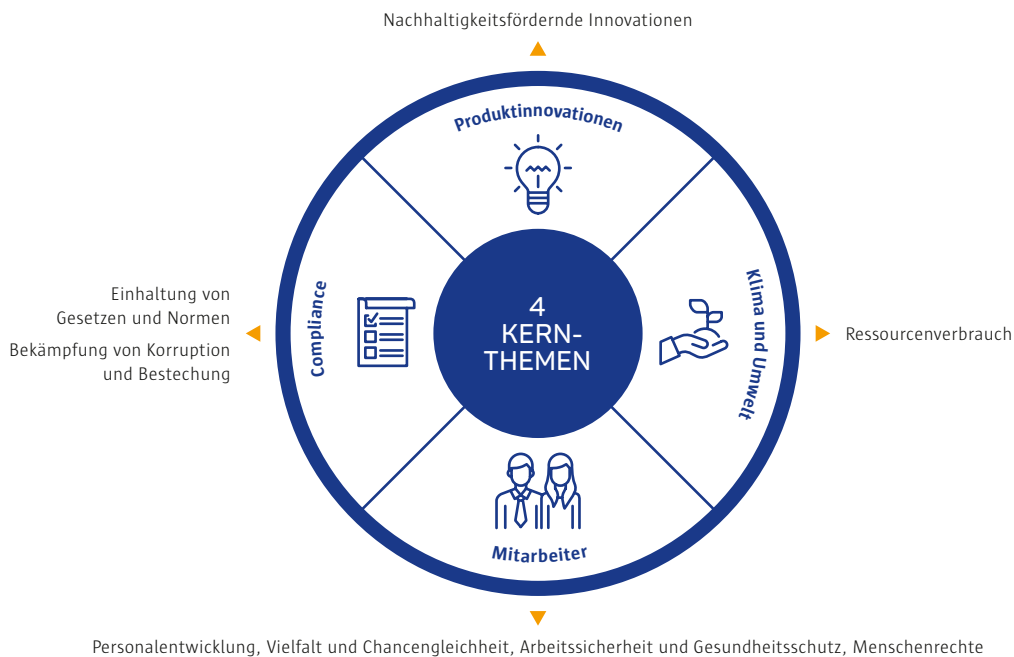 Nachhaltigkeitsfördernde Innovationen
Produktinnovationen
Einhaltung von
Gesetzen und Normen
Bekämpfung von Korruption
und Bestechung
Compliance
4
KERN-
THEMEN
Klima und Umwelt
Ressourcenverbrauch
Mitarbeiter
Personalentwicklung, Vielfalt und Chancengleichheit, Arbeitssicherheit und Gesundheitsschutz, Menschenrechte